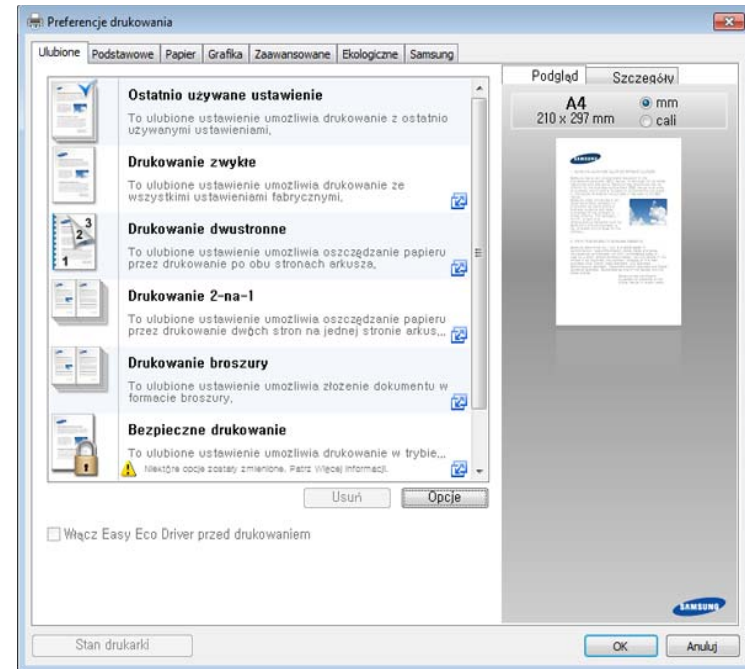 Preferencje drukowania
Ulubione Podstawowe Papier Grafika Zaawansowane Ekologiczne Samsung
Ostatnio używane ustawienie
To ulubione ustawienie umożliwia drukowanie z ostatnio
używanymi ustawieniami.
Drukowanie zwykłe
To ulubione ustawienie umożliwia drukowanie ze
wszystkimi ustawieniami fabrycznymi.
1 2 3
Drukowanie dwustronne
To ulubione ustawienie umożliwia oszczędzanie papieru
przez drukowanie po obu stronach arkusza.
Drukowanie 2-na-1
To ulubione ustawienie umożliwia oszczędzanie papieru
przez drukowanie dwóch stron na jednej stronie arkus...
Drukowanie broszury
To ulubione ustawienie umożliwia złożenie dokumentu w
formacie broszury.
Bezpieczne drukowanie
To ulubione ustawienie umożliwia drukowanie w trybie...
Niektóre opcje zostały zmienione. Patrz Więcej informacji.
Usuń Opcje
Włącz Easy Eco Driver przed drukowaniem
Stan drukarki
Podgląd Szczegóły
A4
210 x 297 mm
mm
cali
SAMSUNG
SAMSUNG
OK Anuluj